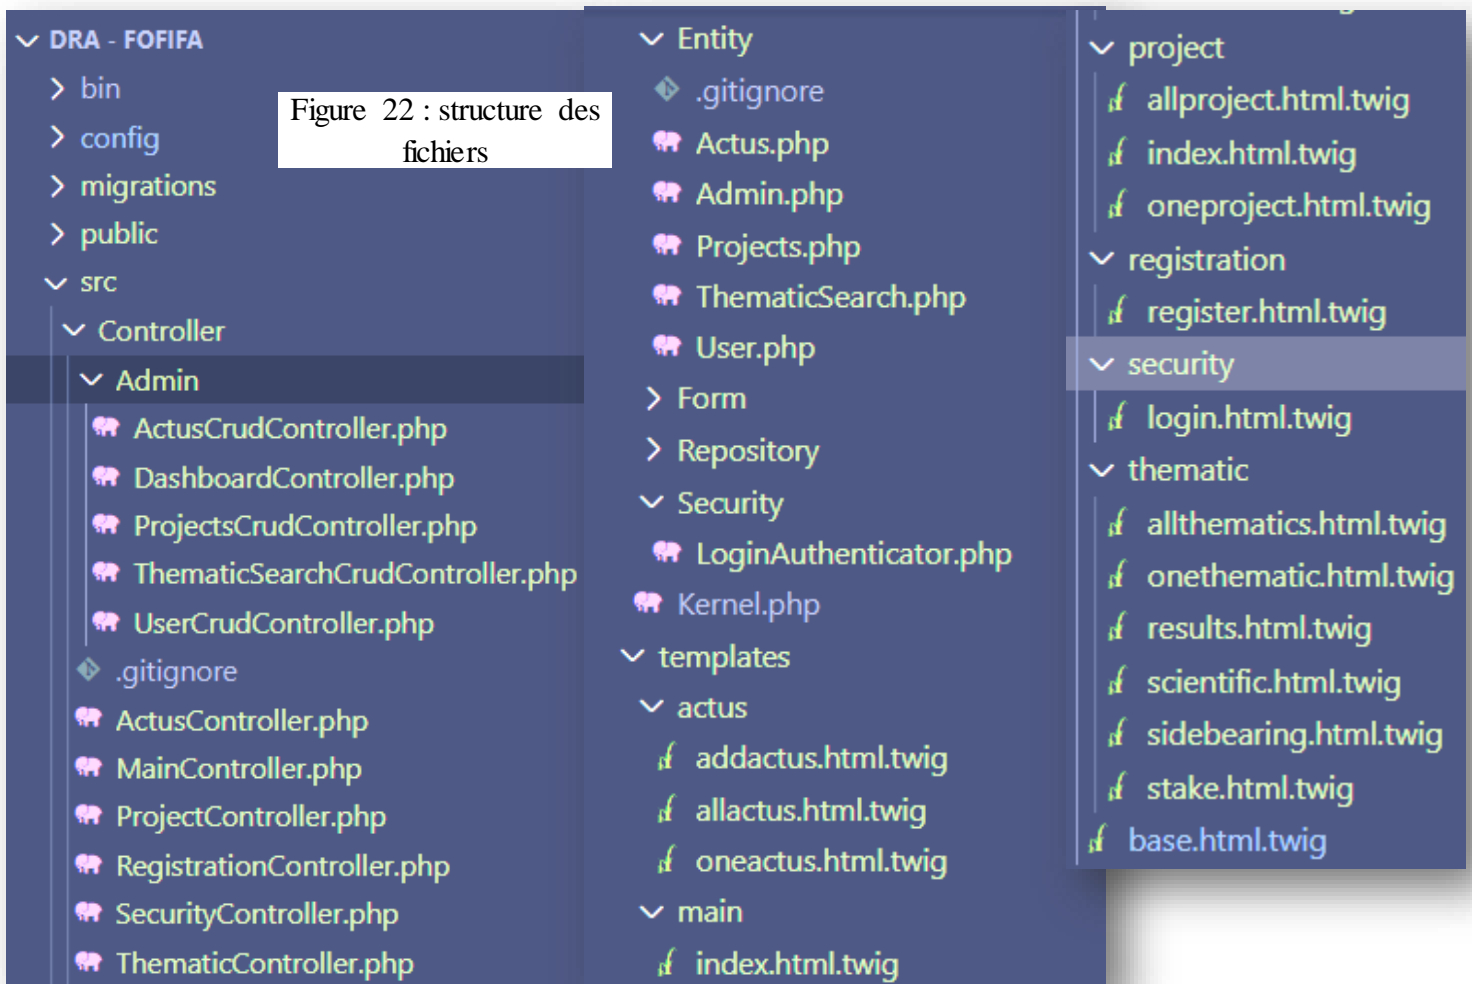 DRA - FOFIFA
bin
config
migrations
public
src
Controller
Admin
ActusCrudController.php
DashboardController.php
ProjectsCrudController.php
ThematicSearchCrudController.php
UserCrudController.php
.gitignore
ActusController.php
MainController.php
ProjectController.php
RegistrationController.php
SecurityController.php
ThematicController.php
Figure 22 : structure des
fichiers
Entity
.gitignore
Actus.php
Admin.php
Projects.php
ThematicSearch.php
User.php
Form
Repository
Security
LoginAuthenticator.php
Kernel.php
templates
actus
addactus.html.twig
allactus.html.twig
oneactus.html.twig
main
index.html.twig
project
allproject.html.twig
index.html.twig
oneproject.html.twig
registration
register.html.twig
security
login.html.twig
thematic
allthematics.html.twig
onethematic.html.twig
results.html.twig
scientific.html.twig
sidebearing.html.twig
stake.html.twig
base.html.twig